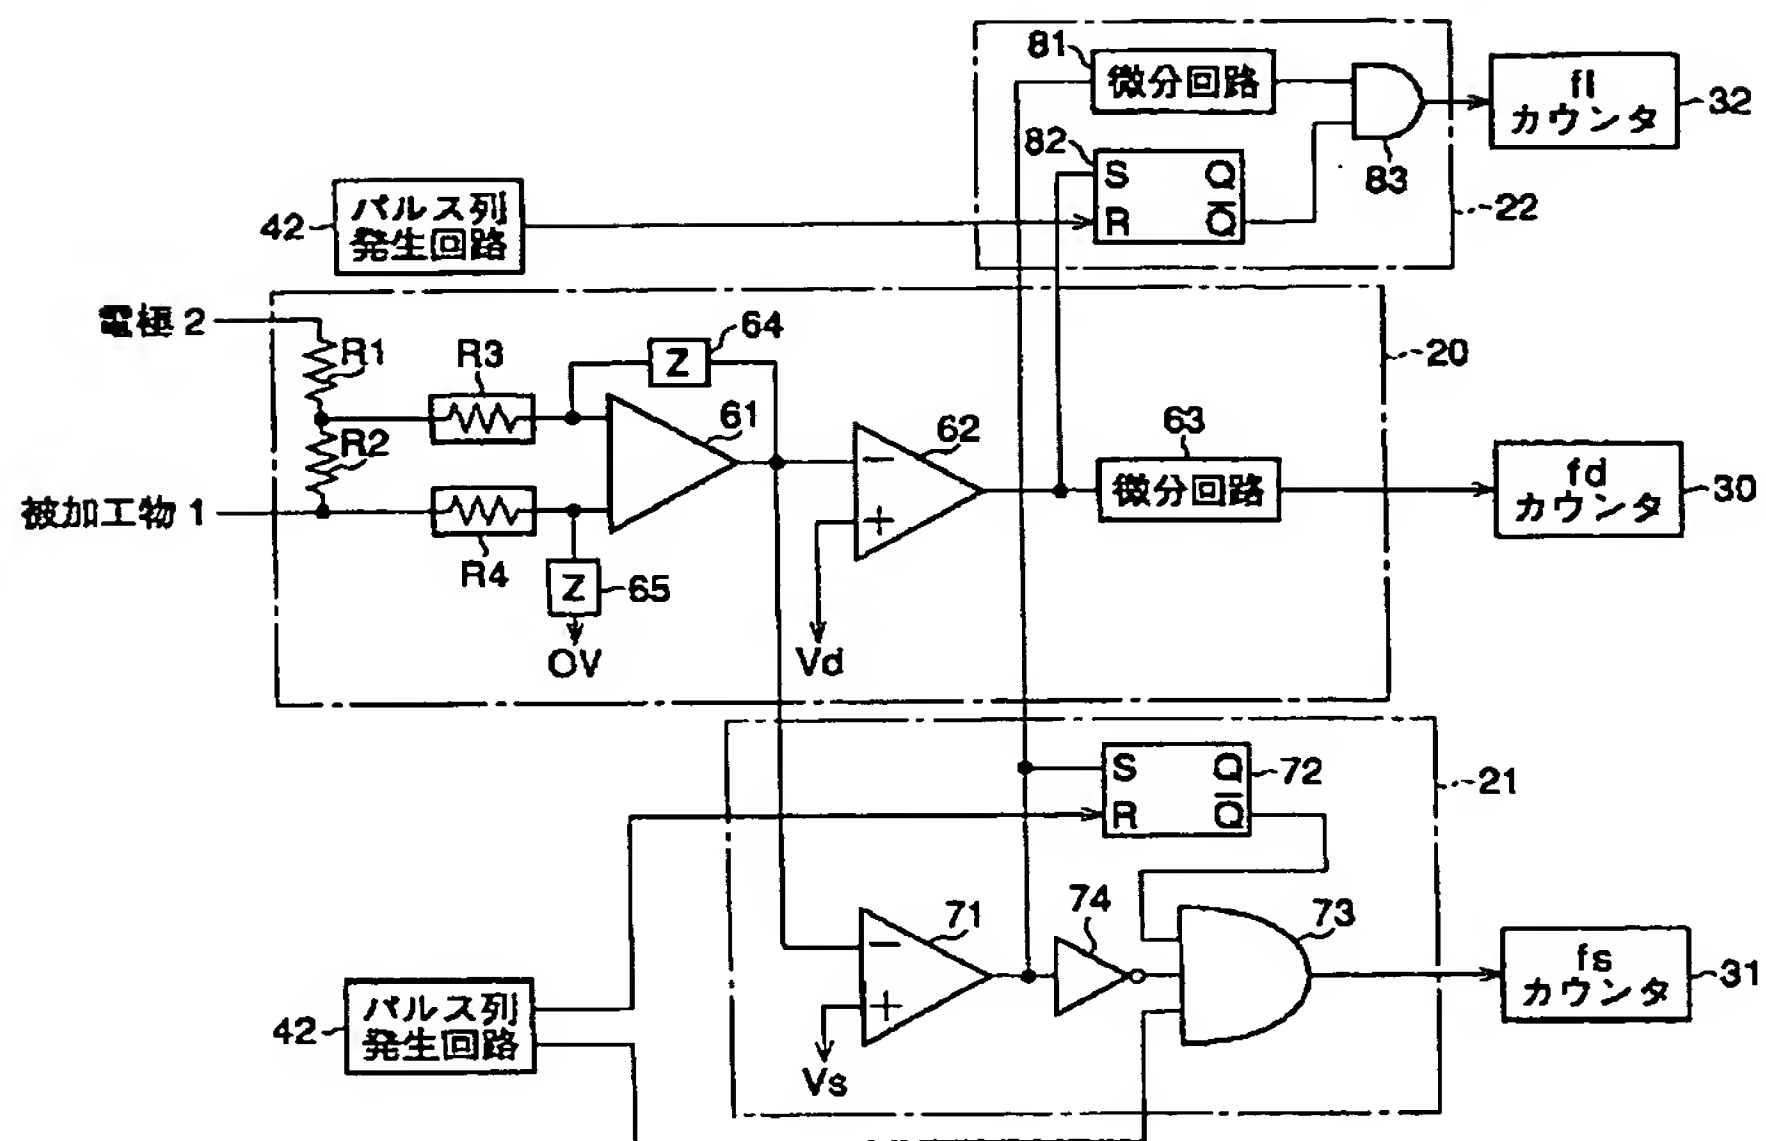 81
微分回路
fl
カウンタ
32
82
S
Q
R
Q̅
83
22
42
パルス列
発生回路
電極2
R1
R2
R3
64
Z
61
62
63
微分回路
20
fd
カウンタ
30
被加工物1
R4
Z
65
OV
Vd
S
Q
72
R
Q̅
21
71
74
73
fs
カウンタ
31
42
パルス列
発生回路
Vs